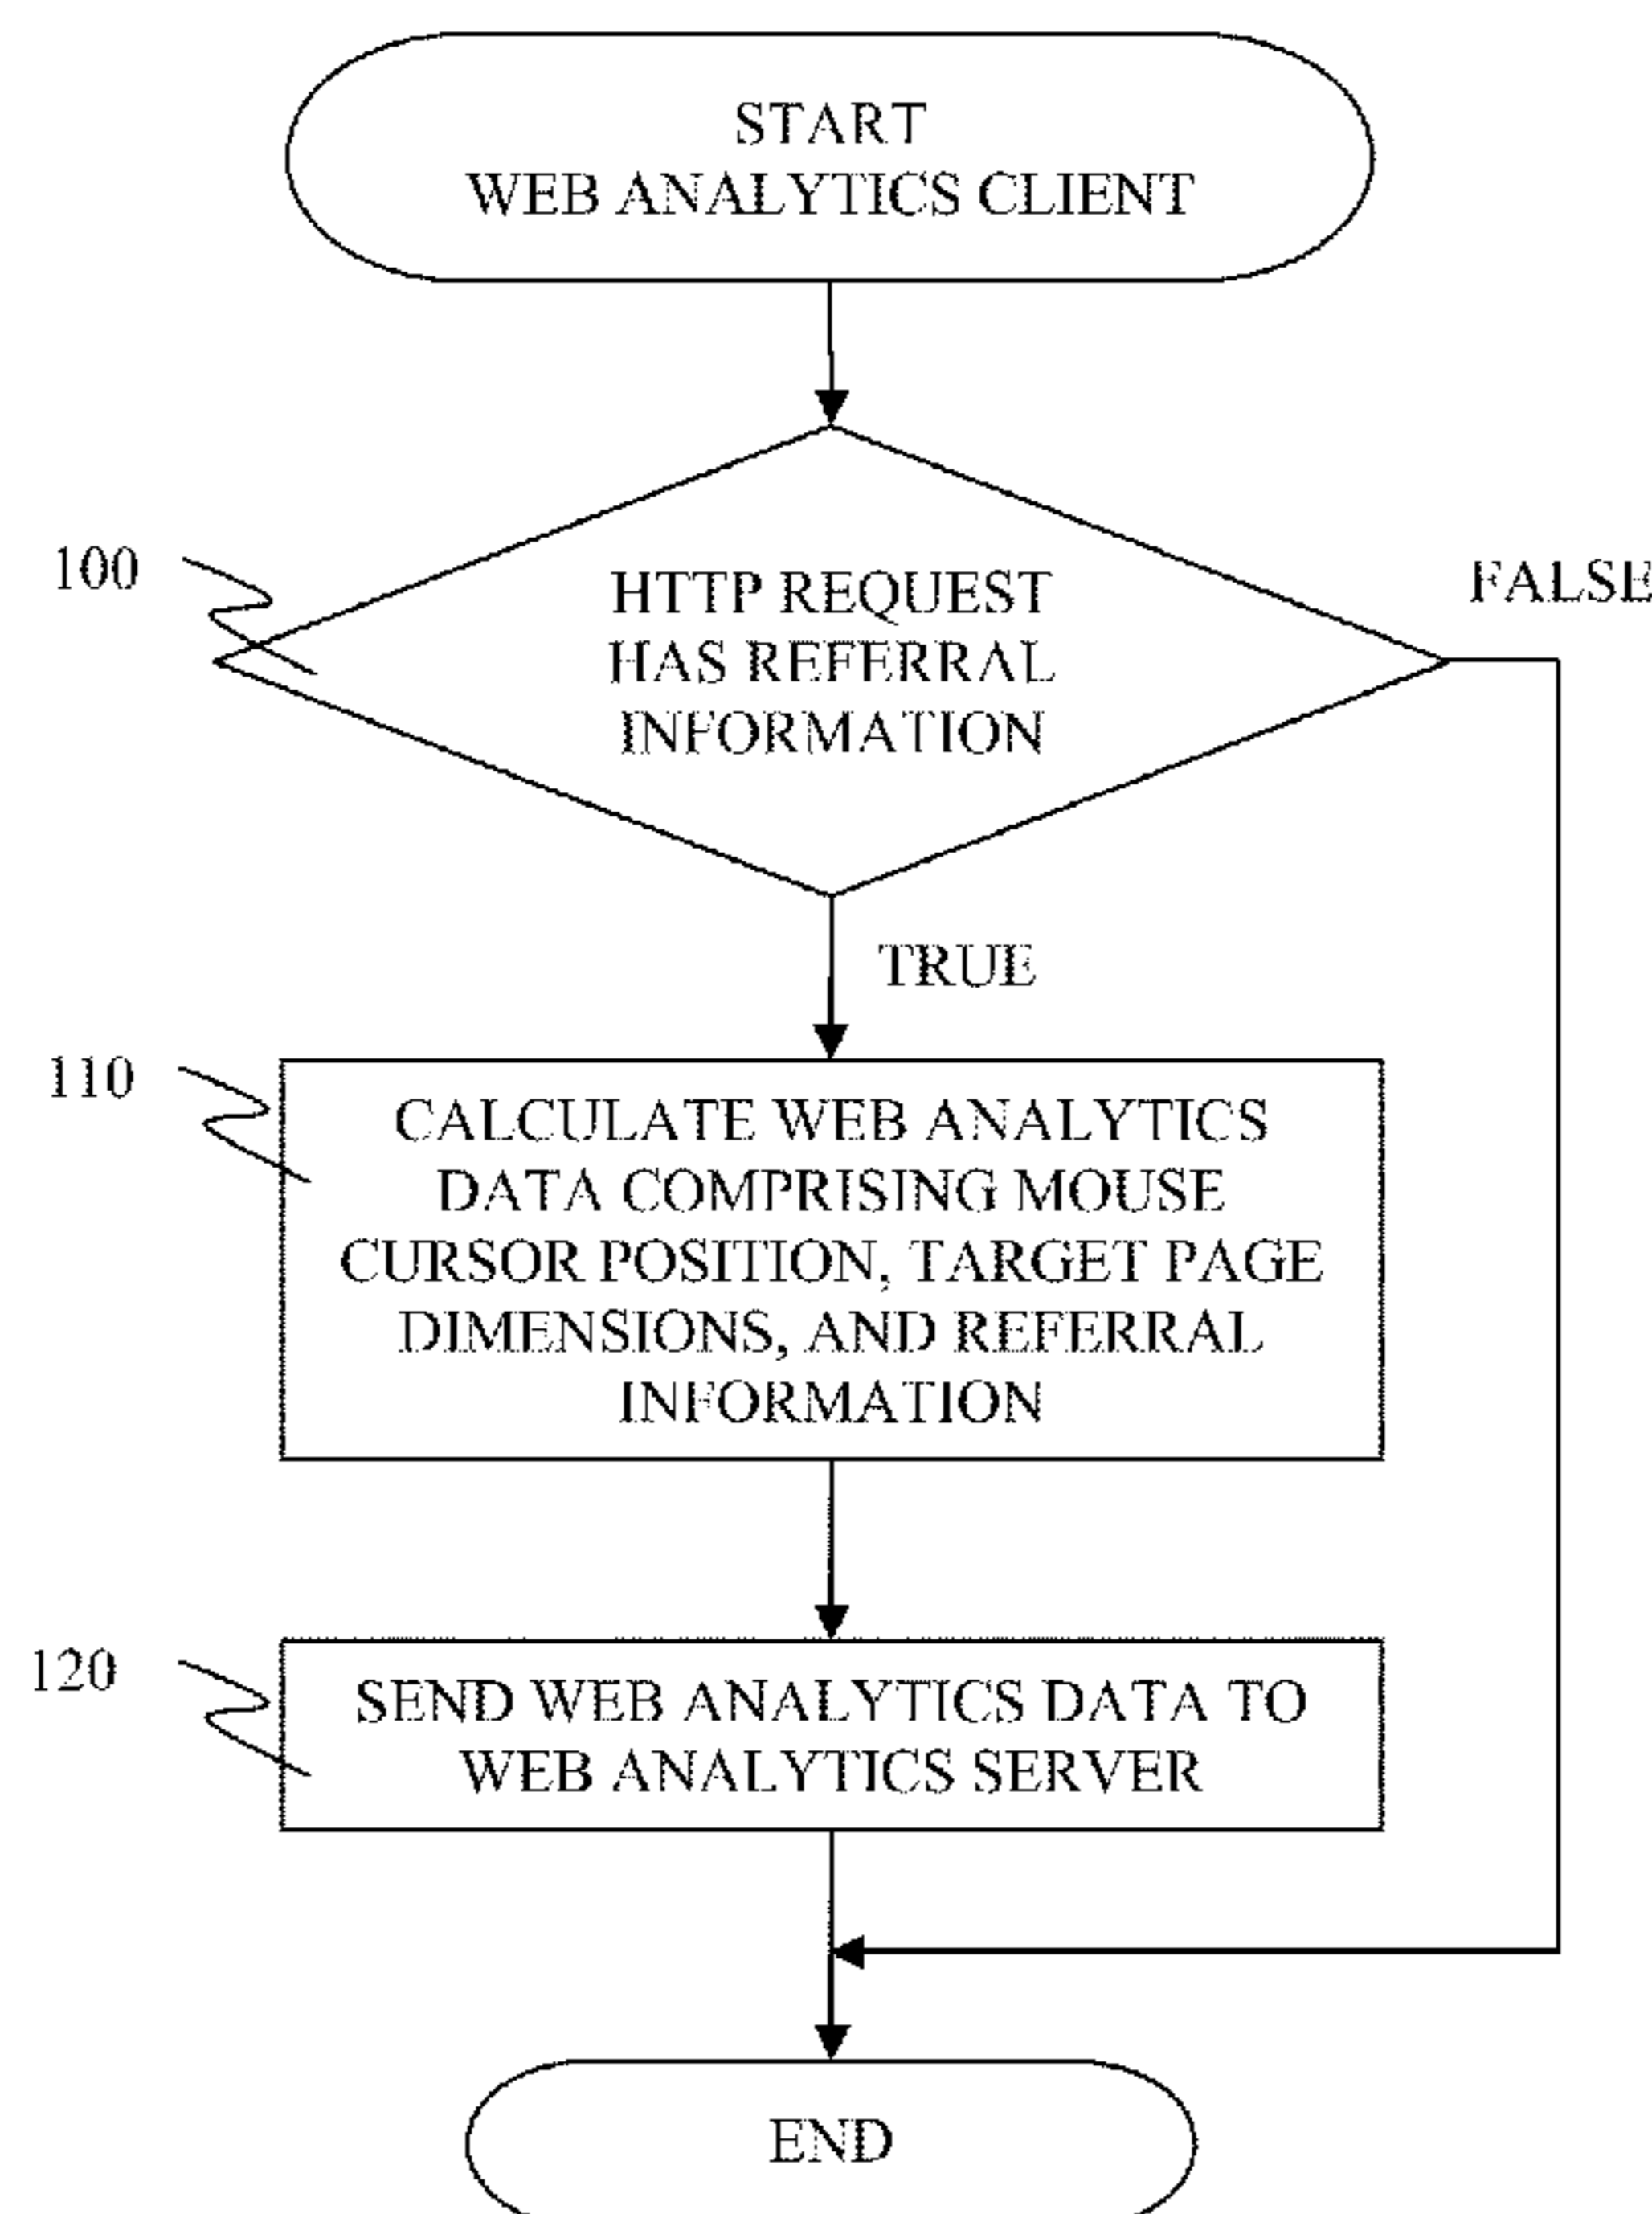 START
WEB ANALYTICS CLIENT
100
HTTP REQUEST
HAS REFERRAL
INFORMATION
FALSE
TRUE
110
CALCULATE WEB ANALYTICS
DATA COMPRISING MOUSE
CURSOR POSITION, TARGET PAGE
DIMENSIONS, AND REFERRAL
INFORMATION
120
SEND WEB ANALYTICS DATA TO
WEB ANALYTICS SERVER
END